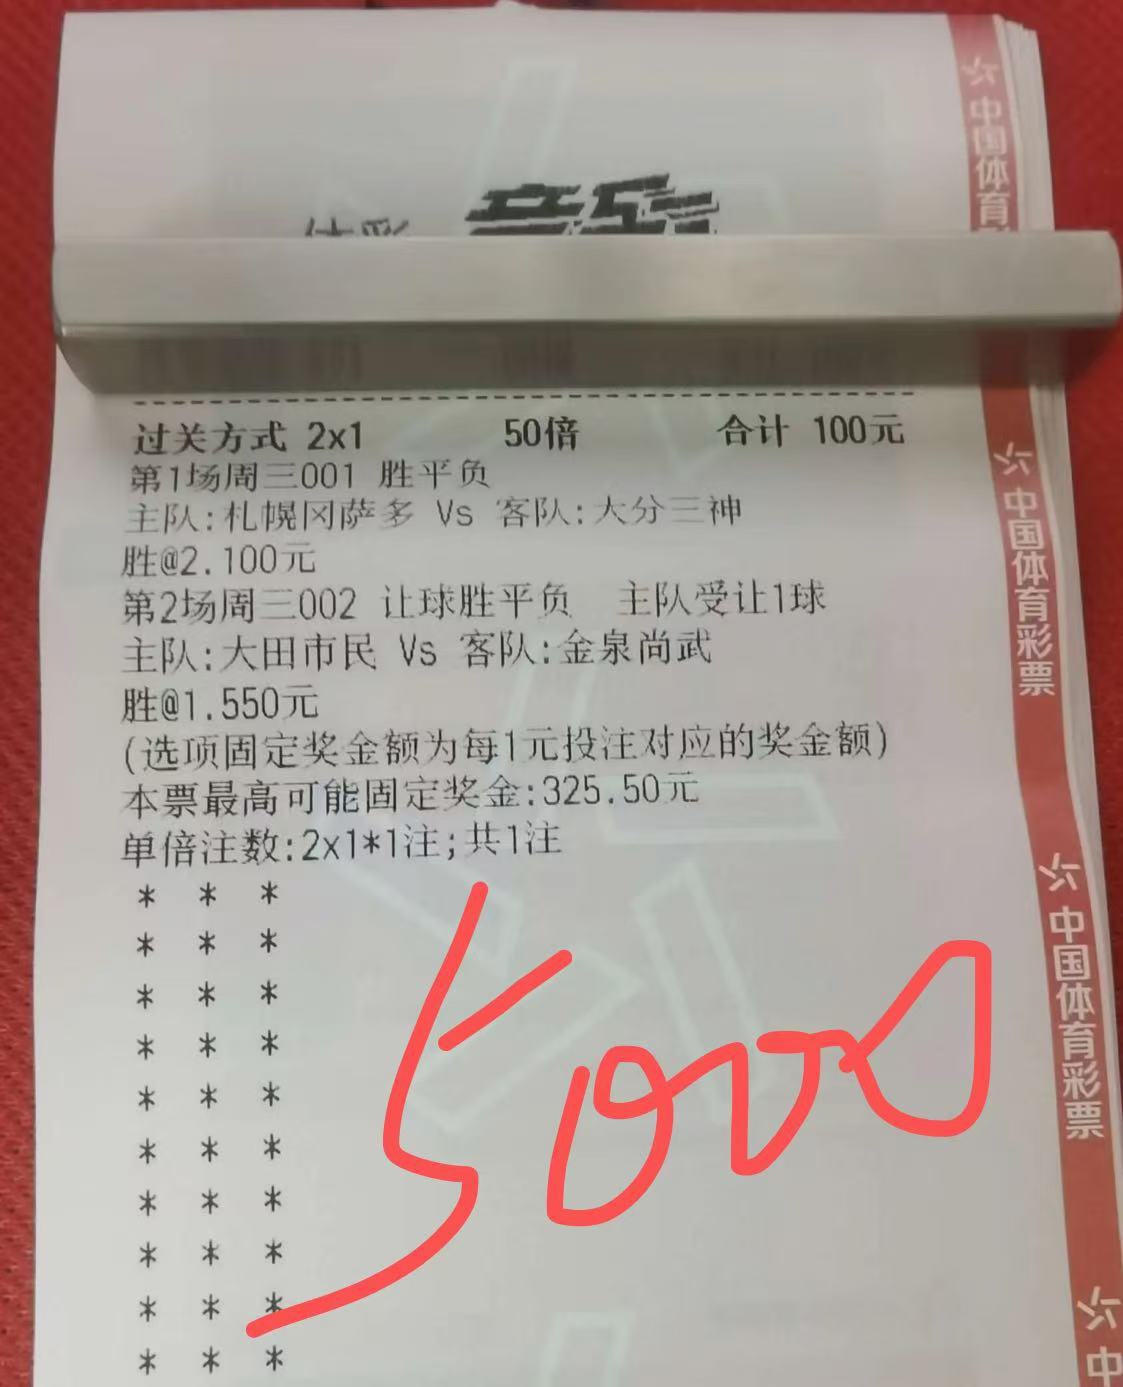 体彩 竞彩
过关方式 2x1 50倍 合计 100元
第1场周三001 胜平负
主队:札幌冈萨多 Vs 客队:大分三神
胜@2.100元
第2场周三002 让球胜平负 主队受让1球
主队:大田市民 Vs 客队:金泉尚武
胜@1.550元
(选项固定奖金额为每1元投注对应的奖金额)
本票最高可能固定奖金:325.50元
单倍注数:2x1*1注;共1注
* * *
* * *
* * *
* * *
* * *
* * *
* * *
* * *
* * *
* * *
5000
中国体育
中国体育彩票
中国体育彩票
中